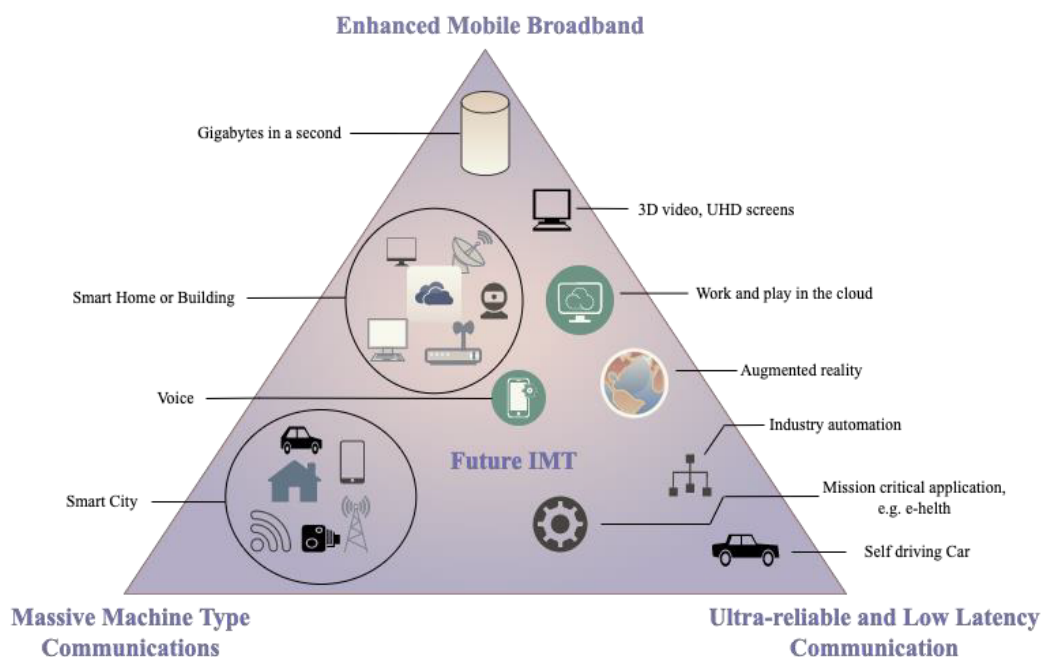 Enhanced Mobile Broadband
Gigabytes in a second
3D video, UHD screens
Smart Home or Building
Work and play in the cloud
Augmented reality
Voice
Industry automation
Future IMT
Smart City
Mission critical application,
e.g. e-helth
Self driving Car
Massive Machine Type
Communications
Ultra-reliable and Low Latency
Communication